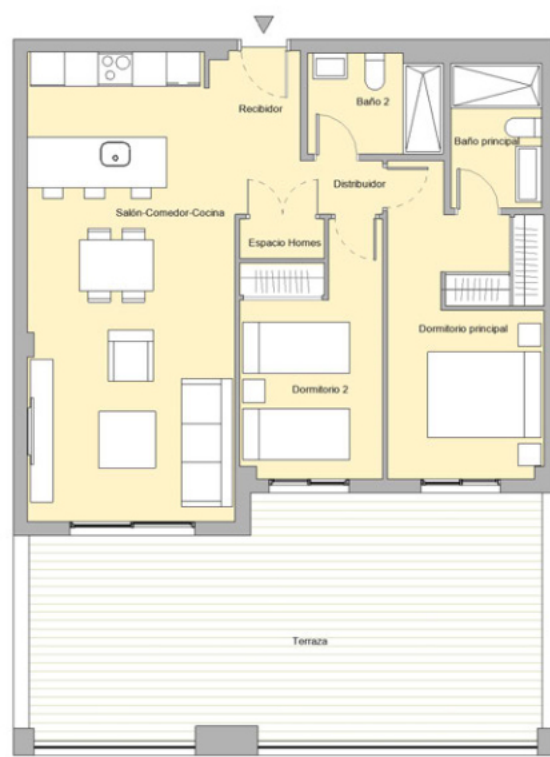 Baño 2
Recibidor
Baño principal
Distribuidor
Salón-Comedor-Cocina
Espacio Homes
Dormitorio principal
Dormitorio 2
Terraza